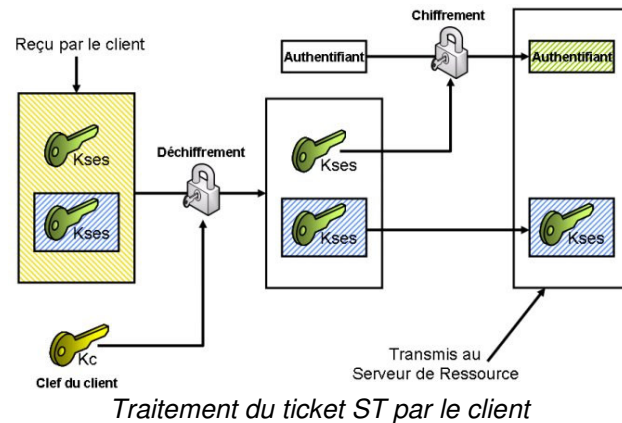 Reçu par le client
Chiffrement
Authentifiant
Authentifiant
Kses
Déchiffrement
Kses
Kses
Kses
Kses
Kc
Clef du client
Transmis au
Serveur de Ressource
Traitement du ticket ST par le client